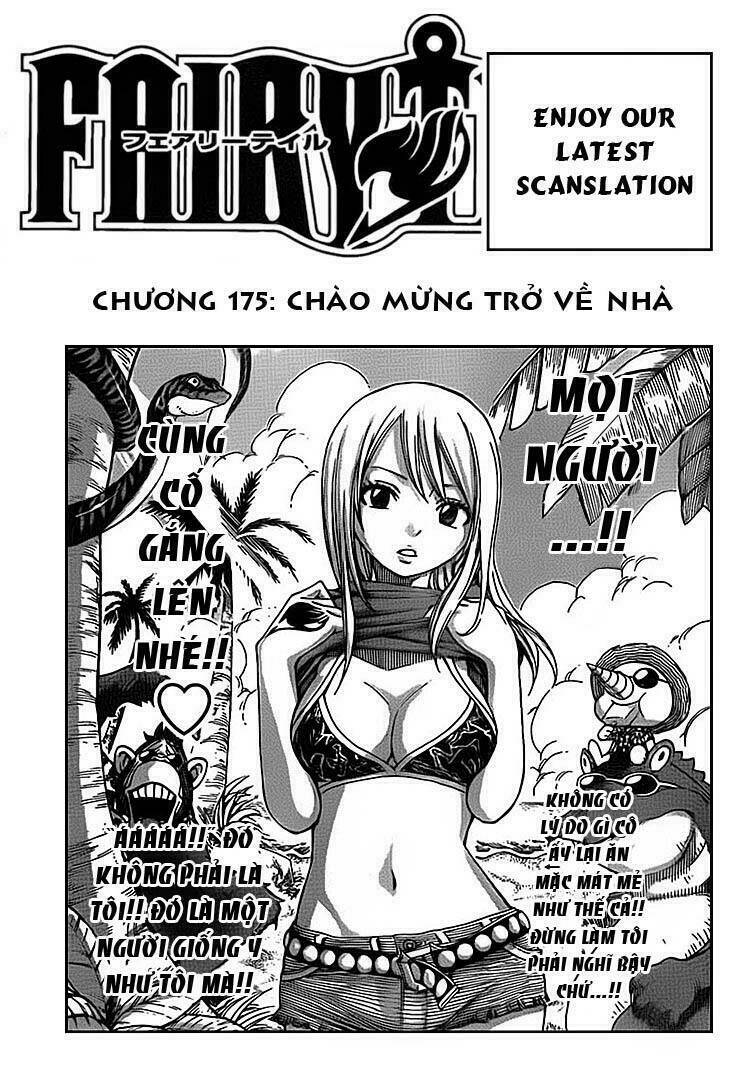 FAIRY T
フェアリーテイル
ENJOY OUR
LATEST
SCANSLATION
CHƯƠNG 175: CHÀO MỪNG TRỞ VỀ NHÀ
MỌI
NGƯỜI
...!!
CÙNG
CỐ
GẮNG
LÊN
NHÉ!!
ÁÁÁÁÁ!! ĐÓ
KHÔNG PHẢI LÀ
TÔI!! ĐÓ LÀ MỘT
NGƯỜI GIỐNG Y
NHƯ TÔI MÀ!!
KHÔNG CÓ
LÝ DO GÌ CÔ
ẤY LẠI ĂN
MẶC MÁT MẺ
NHƯ THẾ CẢ!!
ĐỪNG LÀM TÔI
PHẢI NGHĨ BẬY
CHỨ...!!